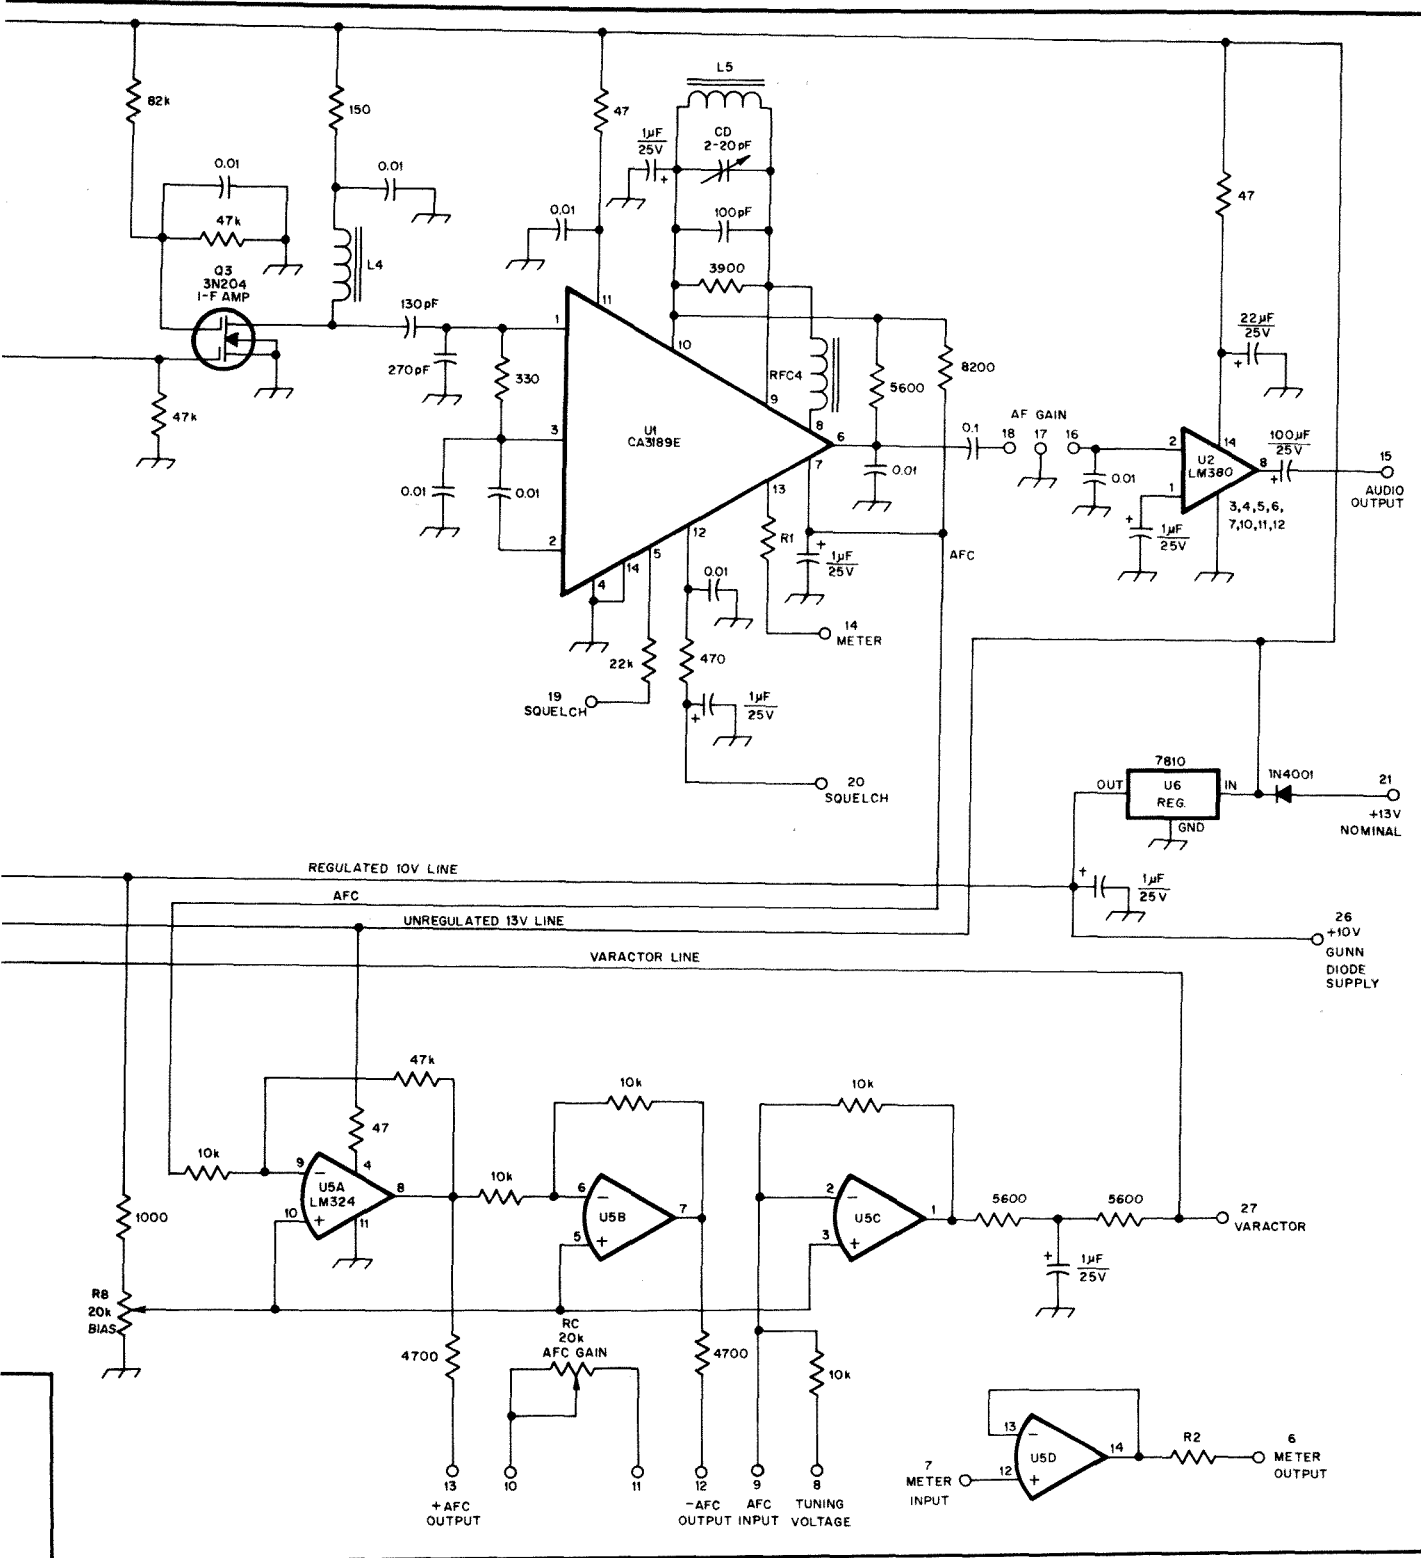 L5
82k
150
47
1µF
25V
CD
2-20pF
0.01
0.01
47
47k
0.01
100pF
L4
Q3
3N204
I-F AMP
3900
11
130pF
1
22µF
25V
10
270pF
330
RFC4
5600
8200
9
47k
AF GAIN
8
3
U1
CA3189E
6
0.1
18
17
16
2
14
100µF
25V
15
U2
LM380
8
7
0.01
0.01
AUDIO
OUTPUT
0.01
0.01
13
1
3,4,5,6,
7,10,11,12
1µF
25V
2
12
R1
1µF
25V
AFC
5
14
4
0.01
14
METER
22k
470
19
SQUELCH
1µF
25V
20
SQUELCH
7810
U6
REG.
OUT
IN
GND
1N4001
21
+13V
NOMINAL
REGULATED 10V LINE
1µF
25V
AFC
UNREGULATED 13V LINE
26
+10V
GUNN
DIODE
SUPPLY
VARACTOR LINE
47k
10k
10k
47
10k
9
4
U5A
LM324
8
10
11
10k
6
U5B
7
5
2
U5C
1
3
5600
5600
27
VARACTOR
1000
1µF
25V
R8
20k
BIAS
RC
20k
AFC GAIN
4700
4700
10k
13
+AFC
OUTPUT
10
11
12
-AFC
OUTPUT
9
AFC
INPUT
8
TUNING
VOLTAGE
13
U5D
14
12
R2
6
METER
OUTPUT
7
METER
INPUT